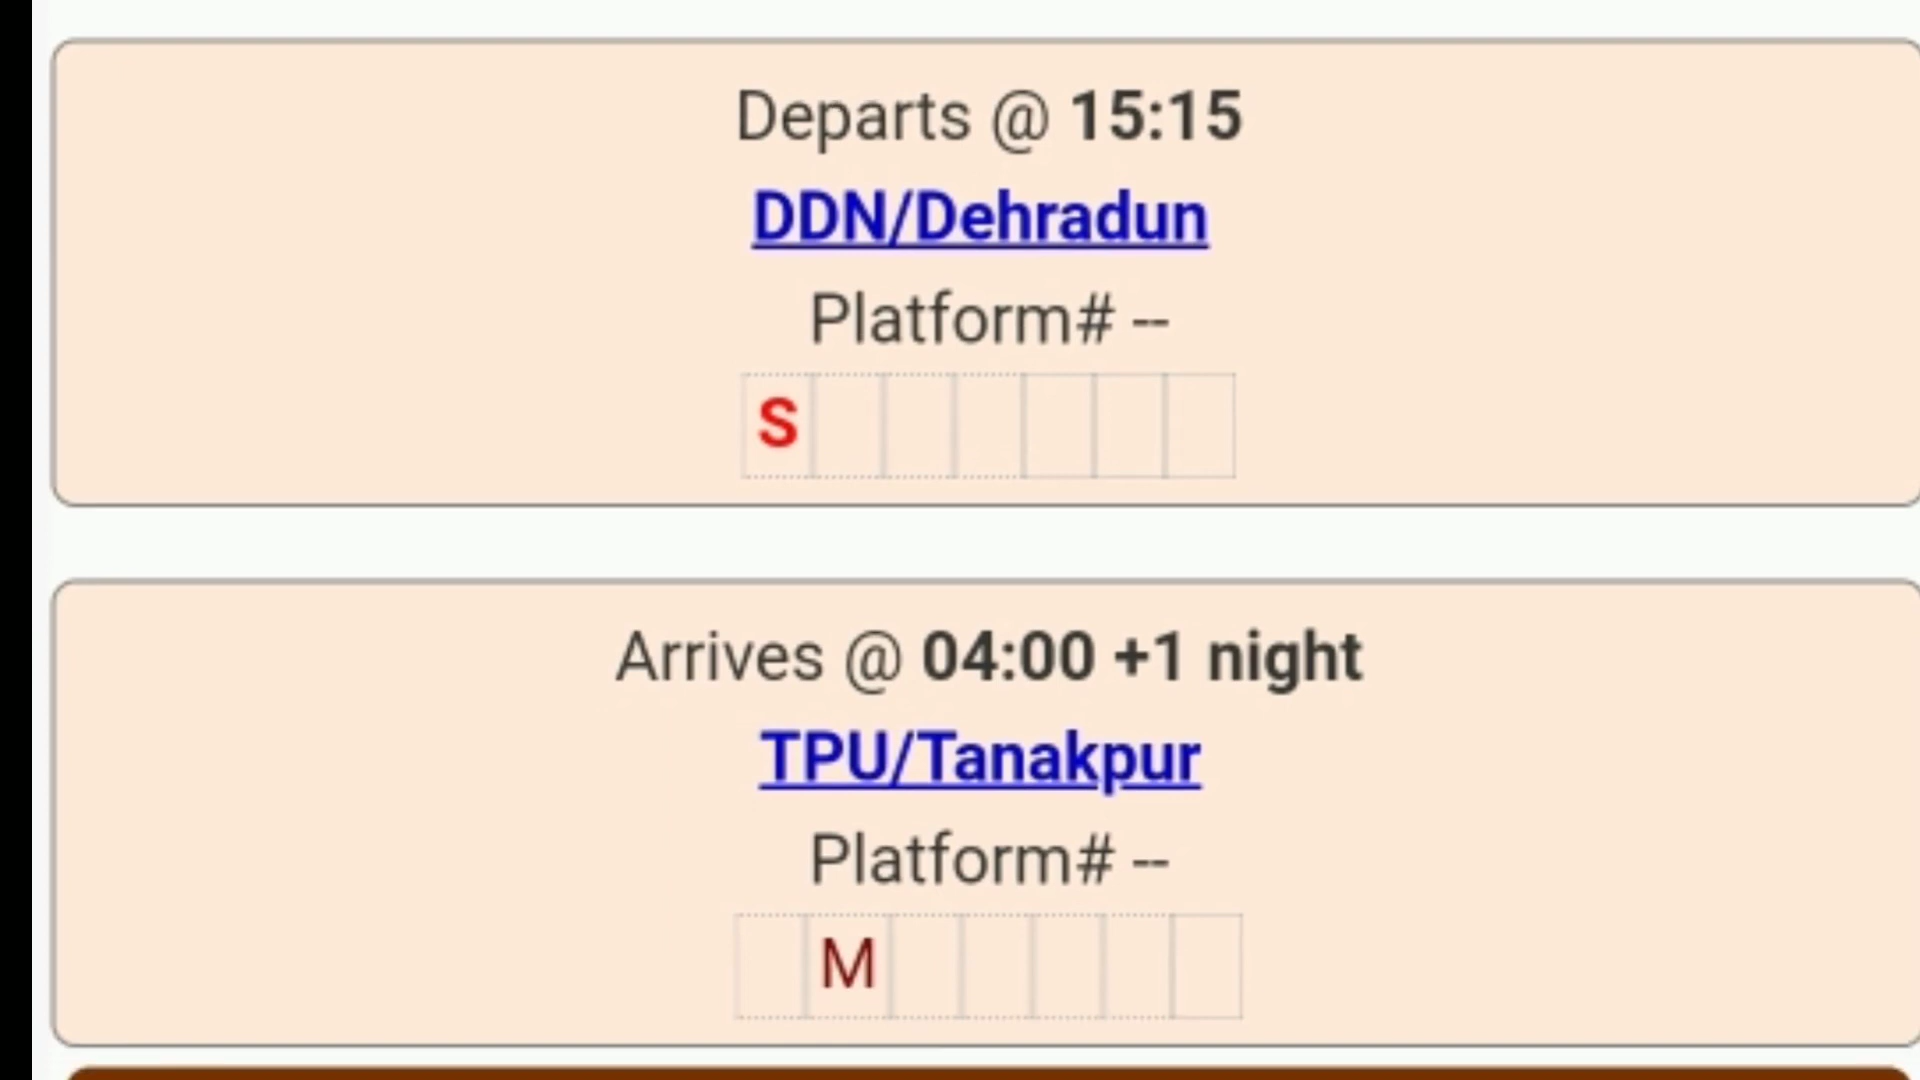 Departs @ 15:15
DDN/Dehradun
Platform# --
S
Arrives @ 04:00 +1 night
TPU/Tanakpur
Platform# --
M